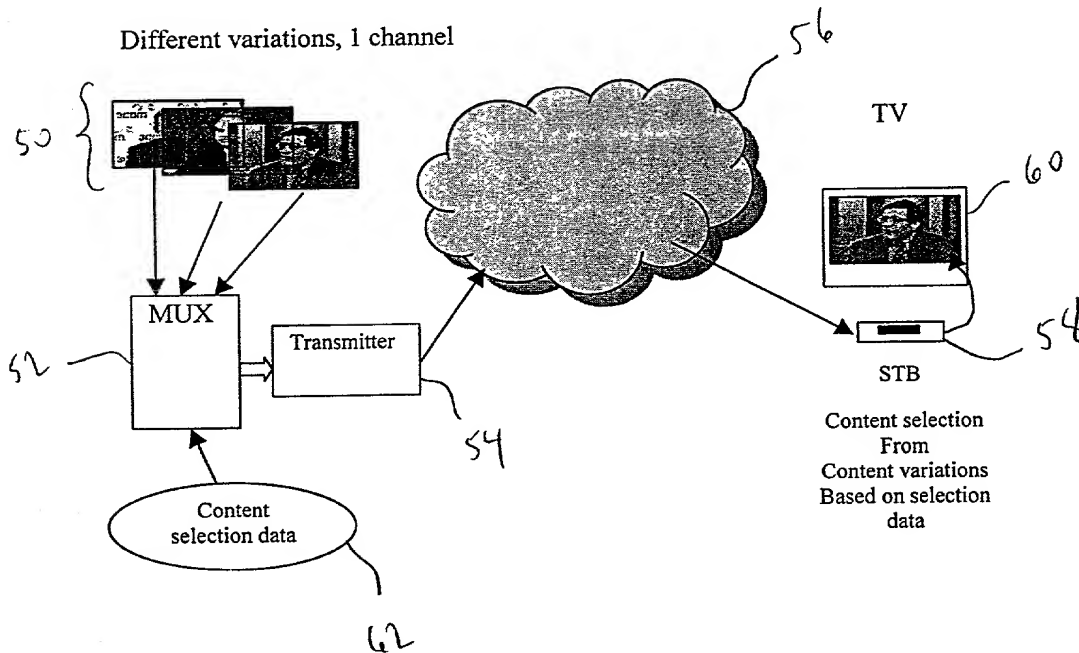 Different variations, 1 channel
56
50
TV
60
MUX
Transmitter
52
54
54
STB
Content selection
From
Content variations
Based on selection
data
Content
selection data
62